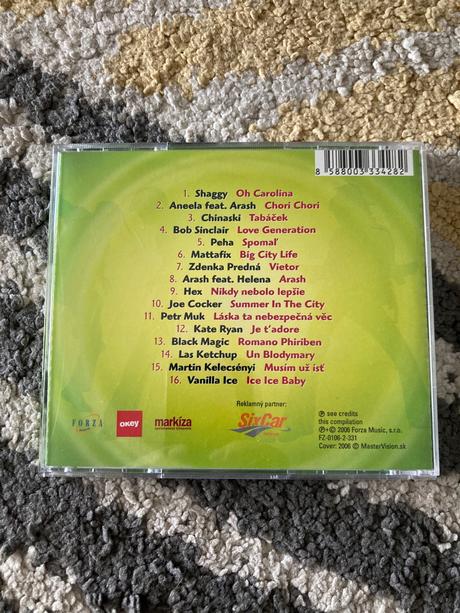 8 588003 334282
1. Shaggy Oh Carolina
2. Aneela feat. Arash Chori Chori
3. Chinaski Tabáček
4. Bob Sinclair Love Generation
5. Peha Spomaľ
6. Mattafix Big City Life
7. Zdenka Predná Vietor
8. Arash feat. Helena Arash
9. Hex Nikdy nebolo lepšie
10. Joe Cocker Summer In The City
11. Petr Muk Láska ta nebezpečná věc
12. Kate Ryan Je t'adore
13. Black Magic Romano Phiriben
14. Las Ketchup Un Blodymary
15. Martin Kelecsényi Musím už ísť
16. Vanilla Ice Ice Ice Baby
Reklamný partner:
FORZA
OKEY
markíza
SixCar
℗ see credits
this compilation
℗+© 2006 Forza Music, s.r.o.
FZ-0106-2-331
Cover: 2006 © MasterVision.sk